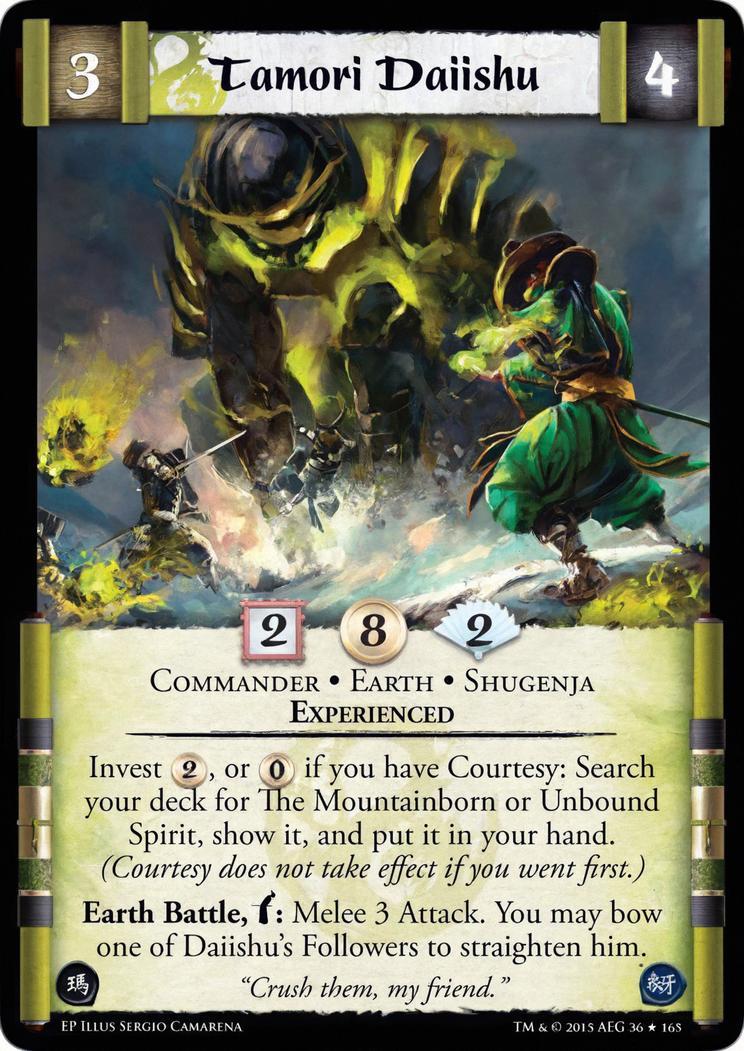 3 Tamori Daiishu 4
2 8 2
Commander • Earth • Shugenja
Experienced
Invest 2, or 0 if you have Courtesy: Search
your deck for The Mountainborn or Unbound
Spirit, show it, and put it in your hand.
(Courtesy does not take effect if you went first.)
Earth Battle, : Melee 3 Attack. You may bow
one of Daiishu's Followers to straighten him.
"Crush them, my friend."
瑪
EP Illus Sergio Camarena TM & © 2015 AEG 36 ★ 168